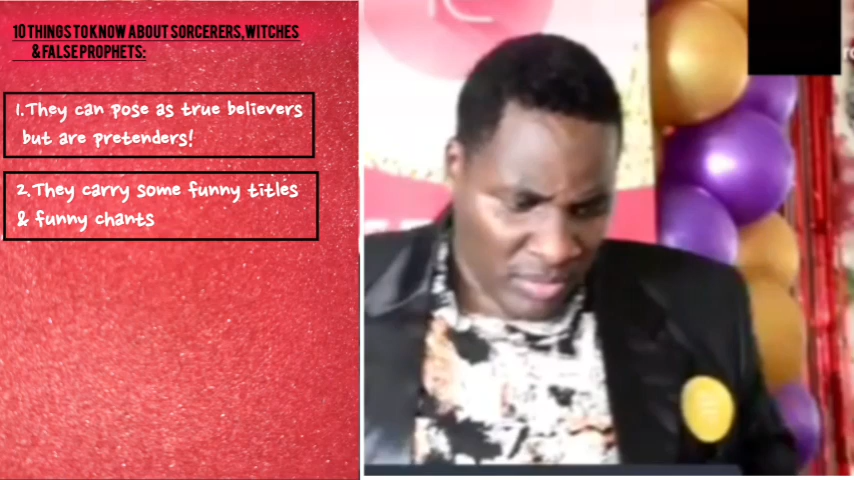 10 THINGS TO KNOW ABOUT SORCERERS, WITCHES
& FALSE PROPHETS:
1. They can pose as true believers
but are pretenders!
2. They carry some funny titles
& funny chants